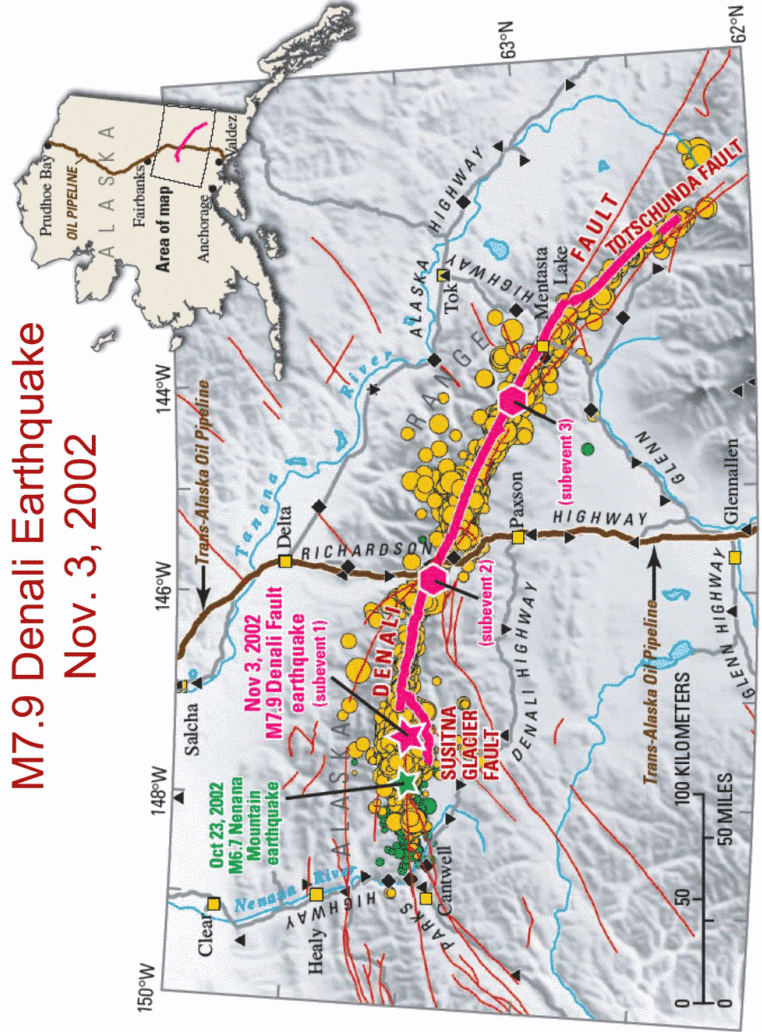 M7.9 Denali Earthquake
Nov. 3, 2002
Prudhoe Bay
OIL PIPELINE
ALASKA
Fairbanks
Area of map
Anchorage
Valdez
150°W
148°W
146°W
144°W
63°N
62°N
Clear
Nenana River
Healy
PARKS HIGHWAY
Cantwell
Oct 23, 2002
M6.7 Nenana
Mountain
earthquake
Salcha
Trans-Alaska Oil Pipeline
Tanana River
Delta
RICHARDSON HIGHWAY
Nov 3, 2002
M7.9 Denali Fault
earthquake
(subevent 1)
ALASKA RANGE
DENALI FAULT
SUSITNA
GLACIER
FAULT
DENALI HIGHWAY
(subevent 2)
Paxson
(subevent 3)
ALASKA HIGHWAY
Tok
HIGHWAY
Mentasta
Lake
TOTSCHUNDA FAULT
GLENN
Glennallen
GLENN HIGHWAY
Trans-Alaska Oil Pipeline
0 50 100 KILOMETERS
0 50 MILES